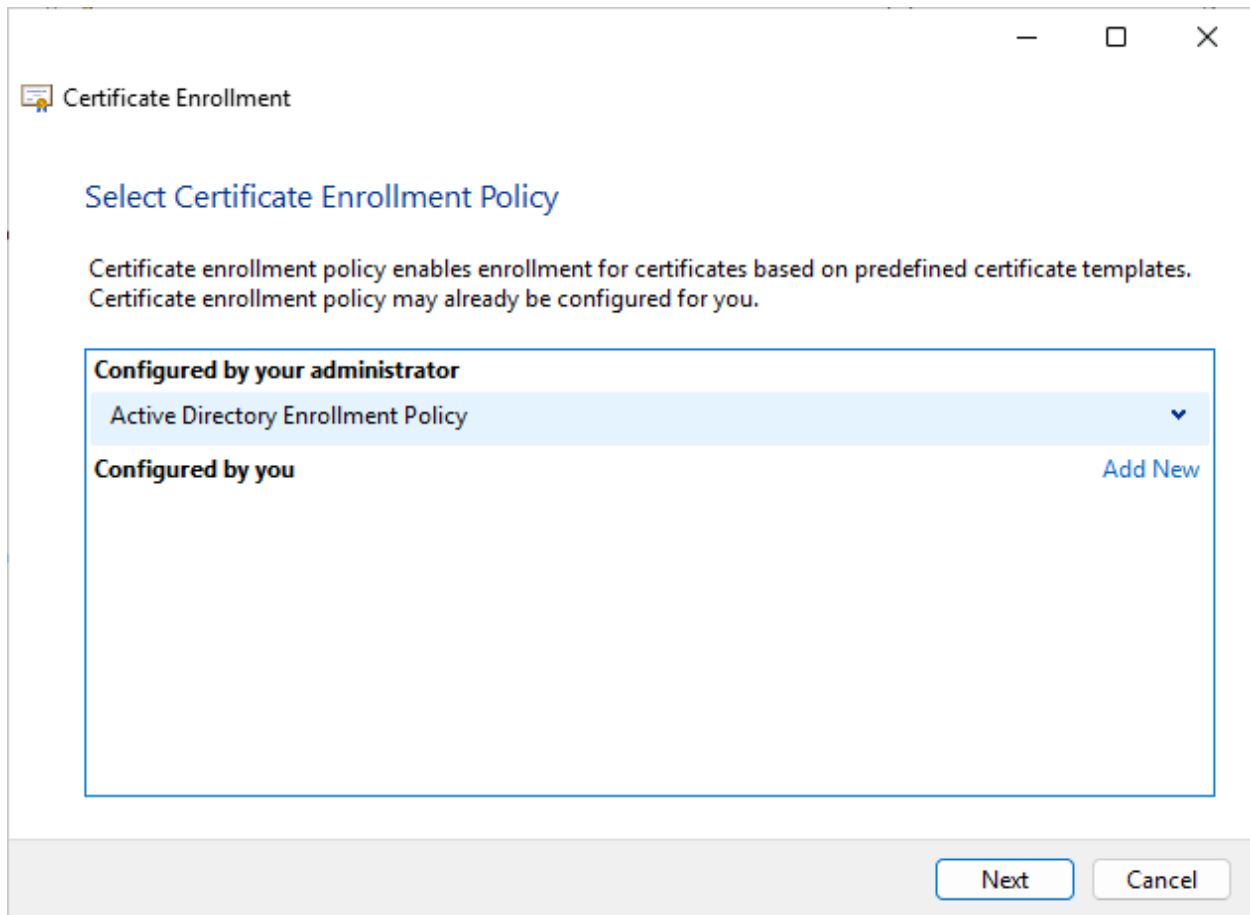 Certificate Enrollment
Select Certificate Enrollment Policy
Certificate enrollment policy enables enrollment for certificates based on predefined certificate templates.
Certificate enrollment policy may already be configured for you.
Configured by your administrator
Active Directory Enrollment Policy
Configured by you
Add New
Next
Cancel